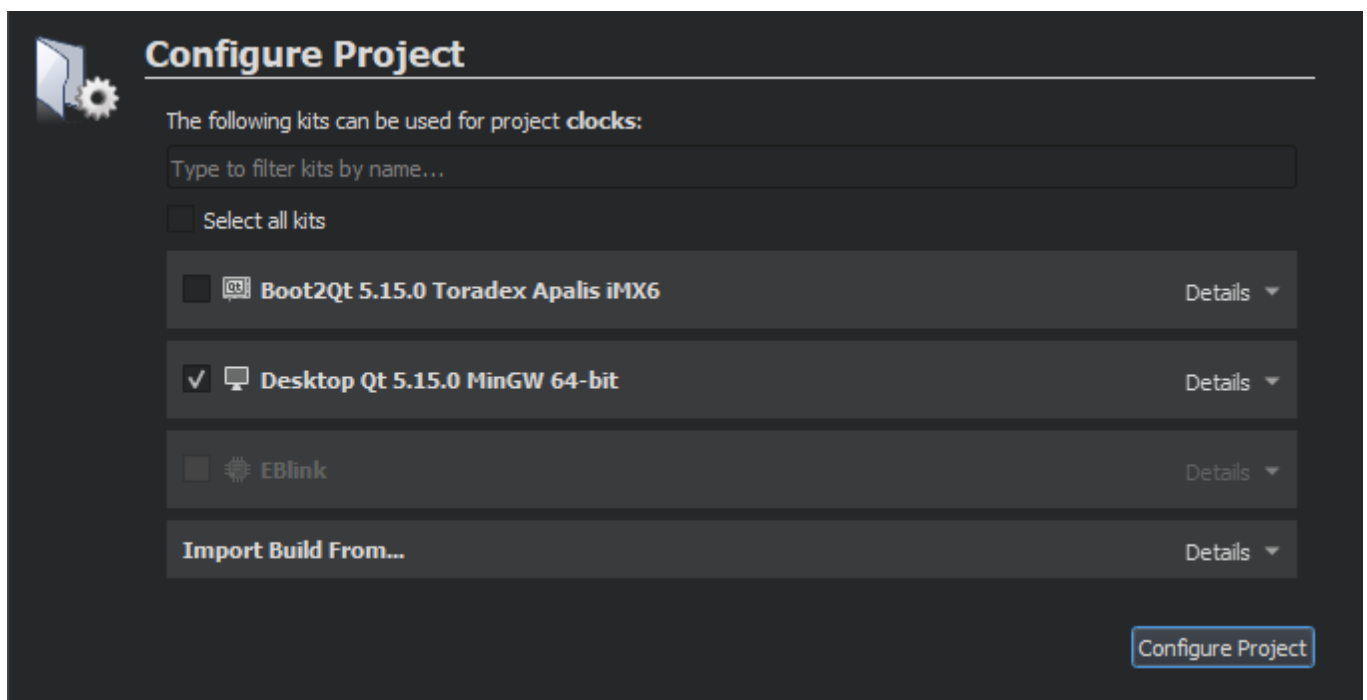 Configure Project
The following kits can be used for project clocks:
Type to filter kits by name...
Select all kits
Boot2Qt 5.15.0 Toradex Apalis iMX6 Details
Desktop Qt 5.15.0 MinGW 64-bit Details
EBlink Details
Import Build From... Details
Configure Project